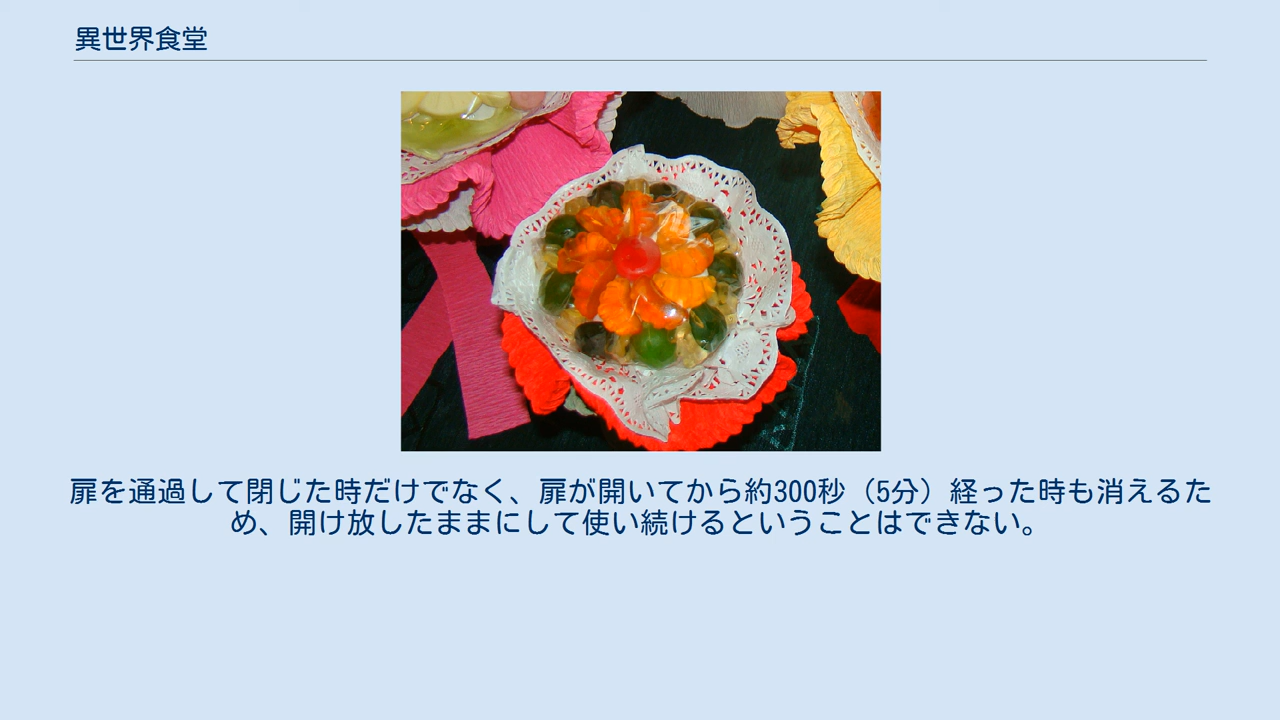 異世界食堂
扉を通過して閉じた時だけでなく、扉が開いてから約300秒（5分）経った時も消えるた
め、開け放したままにして使い続けるということはできない。